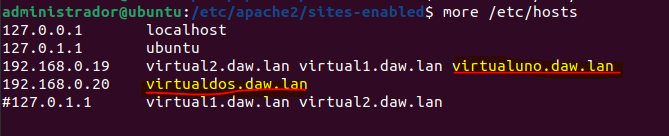 administrador@ubuntu:/etc/apache2/sites-enabled$ more /etc/hosts
127.0.0.1       localhost
127.0.1.1       ubuntu
192.168.0.19    virtual2.daw.lan virtual1.daw.lan virtualuno.daw.lan
192.168.0.20    virtualdos.daw.lan
#127.0.1.1      virtual1.daw.lan virtual2.daw.lan